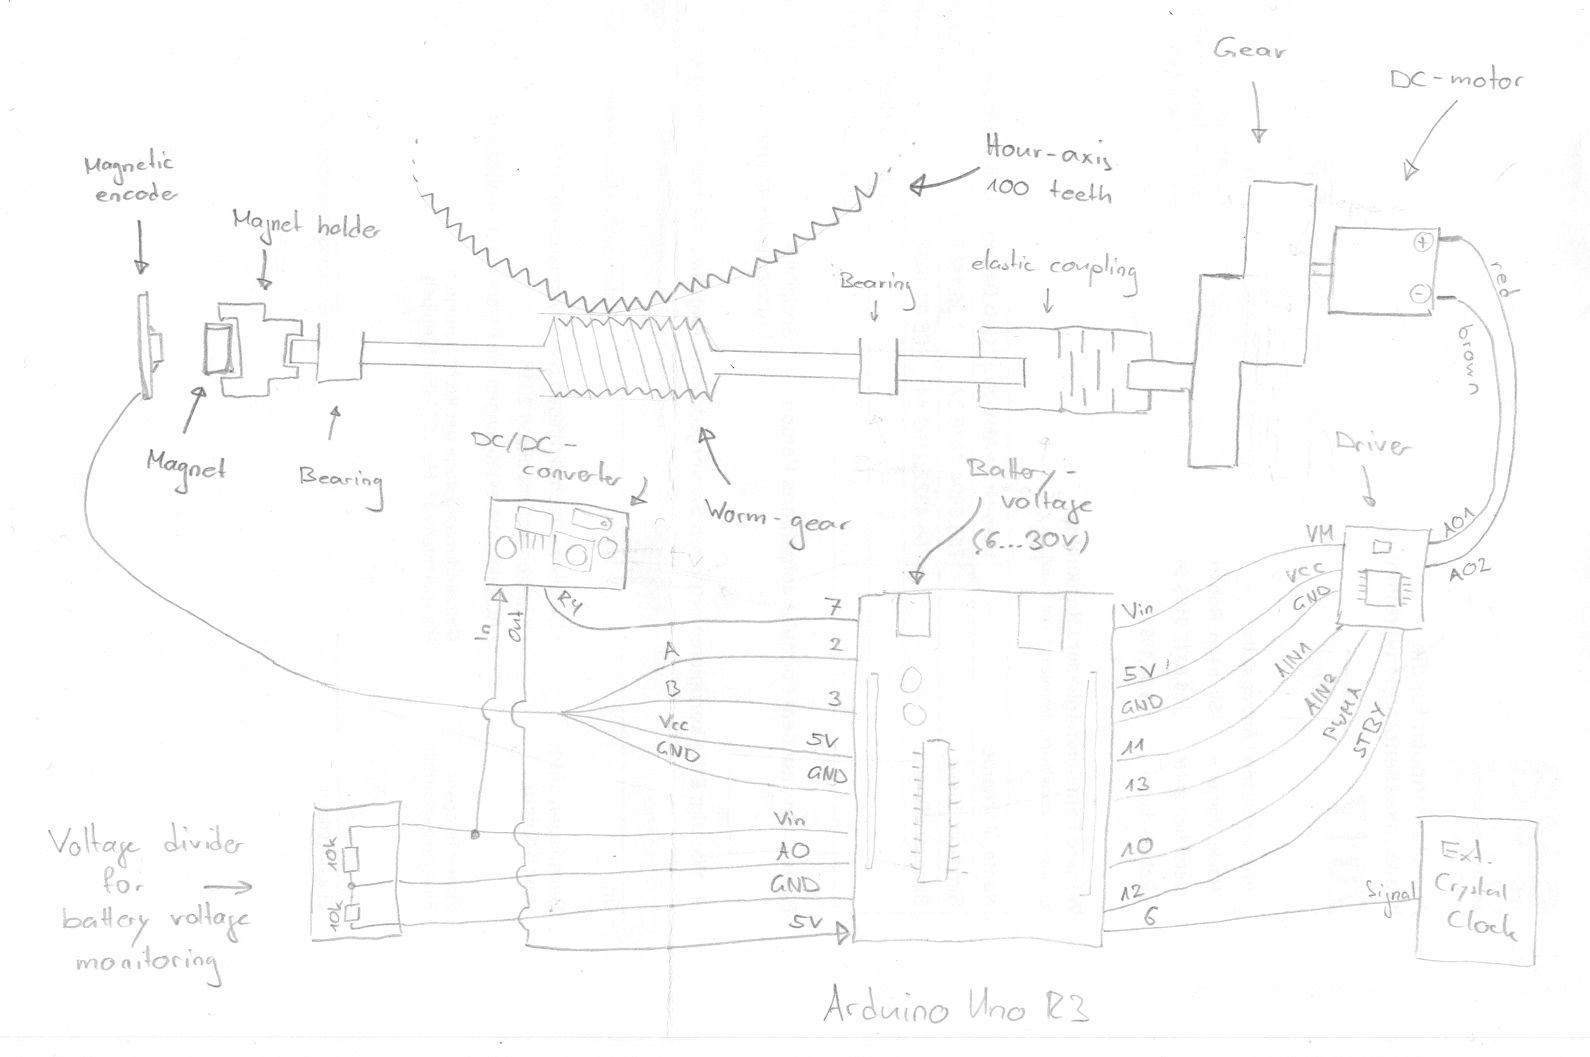 Gear
DC-motor
Hour-axis
100 teeth
Magnetic
encode
Magnet holder
Bearing
elastic coupling
+
-
red
brown
Magnet
Bearing
DC/DC-
converter
Worm-gear
Battery-
voltage
(6...30V)
Driver
VM
VCC
GND
AO1
AO2
AIN1
AIN2
PWMA
STBY
In
Out
R4
A
B
Vcc
GND
7
2
3
5V
GND
Vin
A0
GND
5V
Vin
5V
GND
11
13
10
12
6
Signal
Ext.
Crystal
Clock
Voltage divider
for
battery voltage
monitoring
10k
10k
Arduino Uno R3